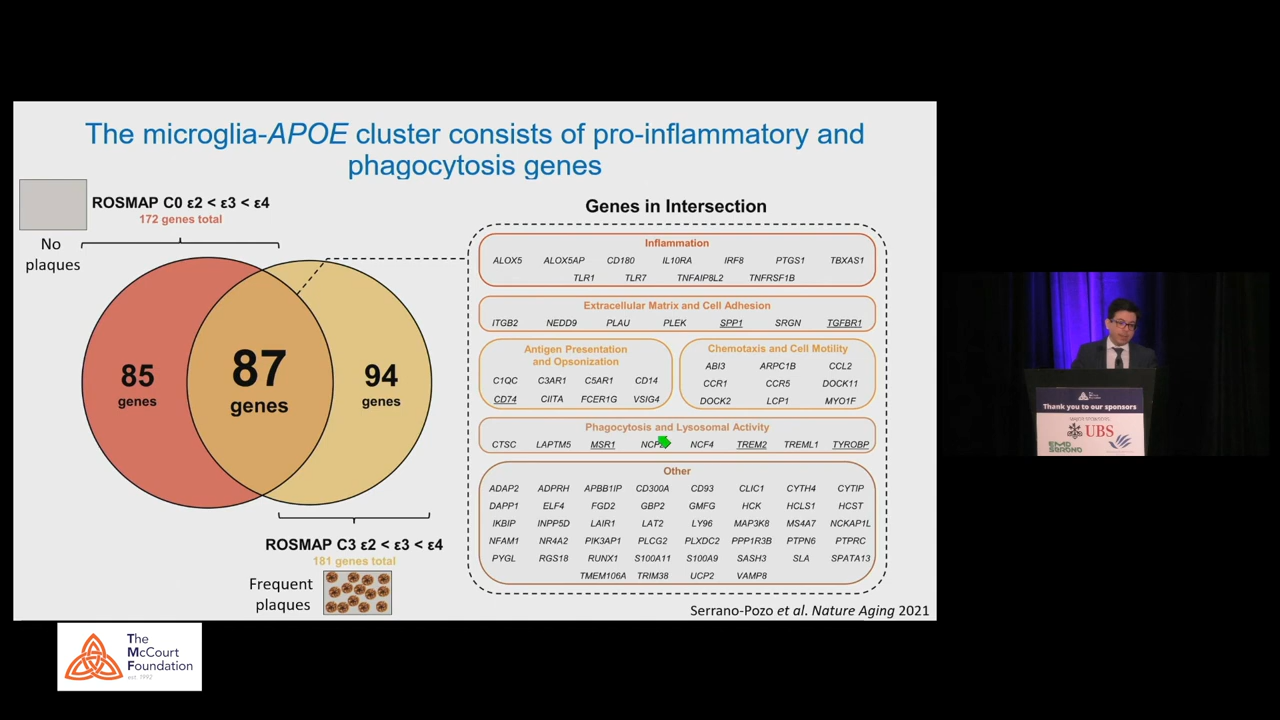 The microglia-APOE cluster consists of pro-inflammatory and
phagocytosis genes
ROSMAP C0 ε2 < ε3 < ε4
172 genes total
No
plaques
85
genes
87
genes
94
genes
ROSMAP C3 ε2 < ε3 < ε4
181 genes total
Frequent
plaques
Genes in Intersection
Inflammation
ALOX5 ALOX5AP CD180 IL10RA IRF8 PTGS1 TBXAS1
TLR1 TLR7 TNFAIP8L2 TNFRSF1B
Extracellular Matrix and Cell Adhesion
ITGB2 NEDD9 PLAU PLEK SPP1 SRGN TGFBR1
Antigen Presentation
and Opsonization
C1QC C3AR1 C5AR1 CD14
CD74 CIITA FCER1G VSIG4
Chemotaxis and Cell Motility
ABI3 ARPC1B CCL2
CCR1 CCR5 DOCK11
DOCK2 LCP1 MYO1F
Phagocytosis and Lysosomal Activity
CTSC LAPTM5 MSR1 NCF4 TREM2 TREML1 TYROBP
Other
ADAP2 ADPRH APBB1IP CD300A CD93 CLIC1 CYTH4 CYTIP
DAPP1 ELF4 FGD2 GBP2 GMFG HCK HCLS1 HCST
IKBIP INPP5D LAIR1 LAT2 LY96 MAP3K8 MS4A7 NCKAP1L
NFAM1 NR4A2 PIK3AP1 PLCG2 PLXDC2 PPP1R3B PTPN6 PTPRC
PYGL RGS18 RUNX1 S100A11 S100A9 SASH3 SLA SPATA13
TMEM106A TRIM38 UCP2 VAMP8
Serrano-Pozo et al. Nature Aging 2021
The
McCourt
Foundation
est. 1992
Thank you to our sponsors
UBS
EMD
SERONO